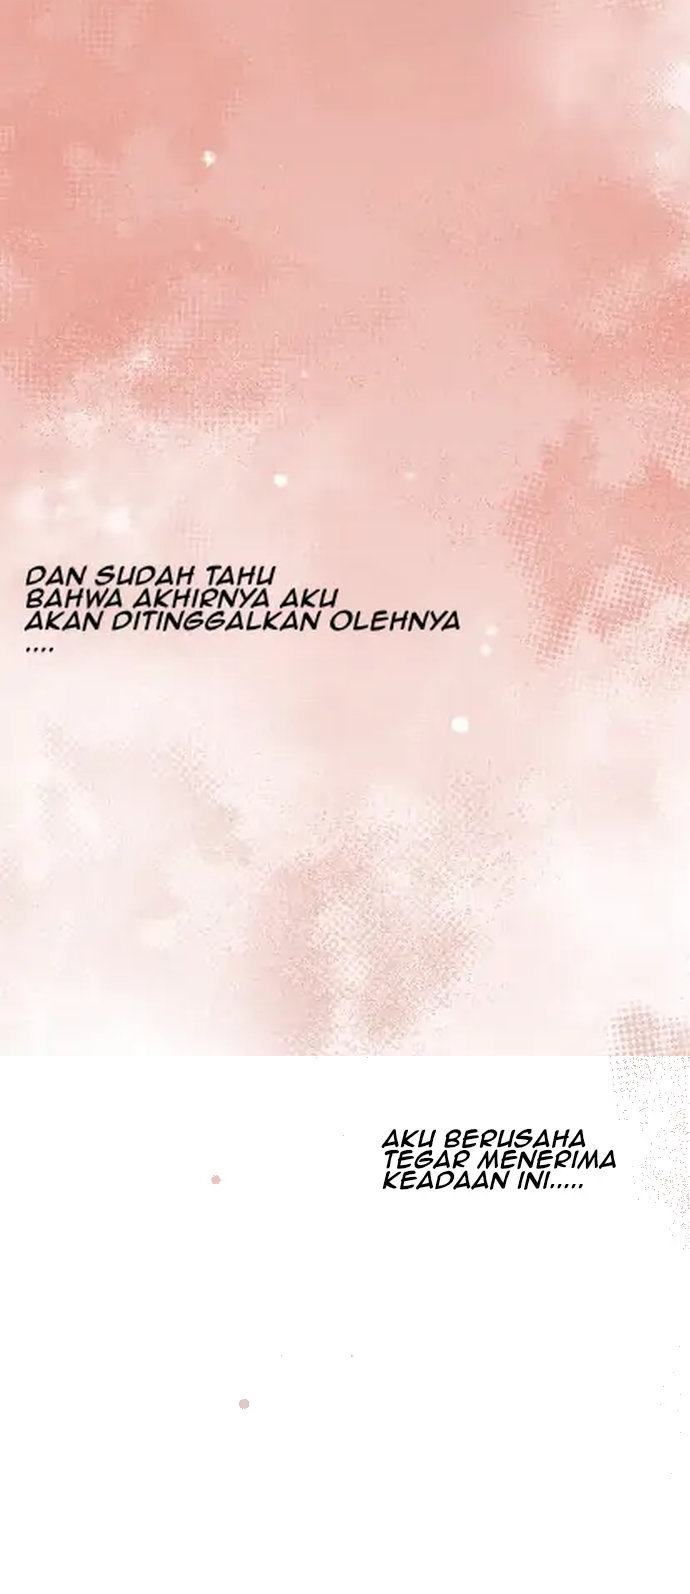 DAN SUDAH TAHU
BAHWA AKHIRNYA AKU
AKAN DITINGGALKAN OLEHNYA
....
AKU BERUSAHA
TEGAR MENERIMA
KEADAAN INI.....